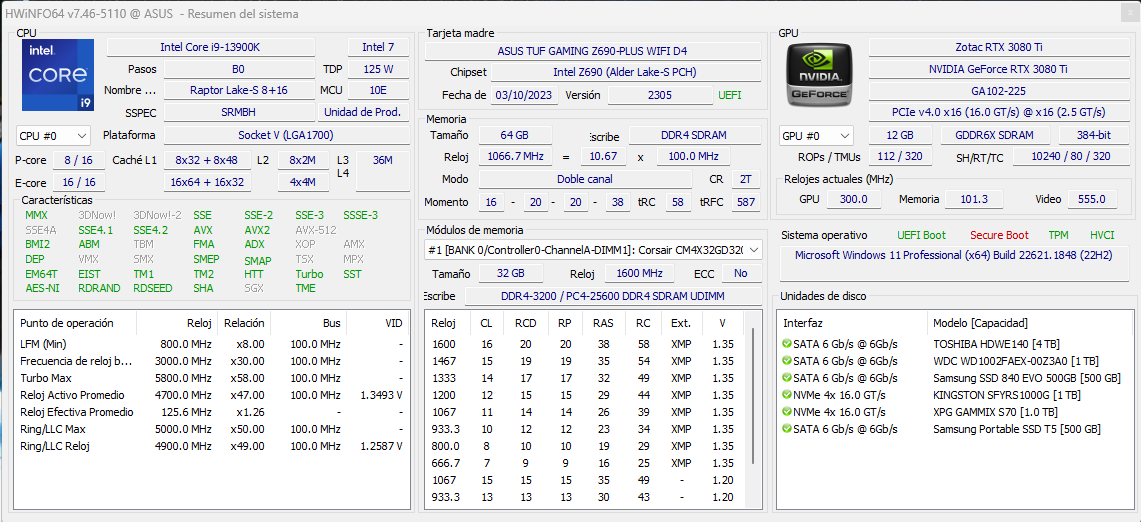 HWiNFO64 v7.46-5110 @ ASUS - Resumen del sistema
CPU
intel.
CORE
i9
Intel Core i9-13900K
Intel 7
Pasos
B0
TDP
125 W
Nombre ...
Raptor Lake-S 8+16
MCU
10E
SSPEC
SRMBH
Unidad de Prod.
CPU #0
Plataforma
Socket V (LGA1700)
P-core
8 / 16
Caché L1
8x32 + 8x48
L2
8x2M
L3
36M
L4
E-core
16 / 16
16x64 + 16x32
4x4M
Características
MMX 3DNow! 3DNow!-2 SSE SSE-2 SSE-3 SSSE-3
SSE4A SSE4.1 SSE4.2 AVX AVX2 AVX-512
BMI2 ABM TBM FMA ADX XOP AMX
DEP VMX SMX SMEP SMAP TSX MPX
EM64T EIST TM1 TM2 HTT Turbo SST
AES-NI RDRAND RDSEED SHA SGX TME
Punto de operación Reloj Relación Bus VID
LFM (Min) 800.0 MHz x8.00 100.0 MHz -
Frecuencia de reloj b... 3000.0 MHz x30.00 100.0 MHz -
Turbo Max 5800.0 MHz x58.00 100.0 MHz -
Reloj Activo Promedio 4700.0 MHz x47.00 100.0 MHz 1.3493 V
Reloj Efectiva Promedio 125.6 MHz x1.26 - -
Ring/LLC Max 5000.0 MHz x50.00 100.0 MHz -
Ring/LLC Reloj 4900.0 MHz x49.00 100.0 MHz 1.2587 V
Tarjeta madre
ASUS TUF GAMING Z690-PLUS WIFI D4
Chipset
Intel Z690 (Alder Lake-S PCH)
Fecha de
03/10/2023
Versión
2305
UEFI
Memoria
Tamaño
64 GB
Escribe
DDR4 SDRAM
Reloj
1066.7 MHz = 10.67 x 100.0 MHz
Modo
Doble canal
CR
2T
Momento
16 - 20 - 20 - 38 tRC 58 tRFC 587
Módulos de memoria
#1 [BANK 0/Controller0-ChannelA-DIMM1]: Corsair CM4X32GD320
Tamaño
32 GB
Reloj
1600 MHz
ECC
No
Escribe
DDR4-3200 / PC4-25600 DDR4 SDRAM UDIMM
Reloj CL RCD RP RAS RC Ext. V
1600 16 20 20 38 58 XMP 1.35
1467 15 19 19 35 54 XMP 1.35
1333 14 17 17 32 49 XMP 1.35
1200 12 15 15 29 44 XMP 1.35
1067 11 14 14 26 39 XMP 1.35
933.3 10 12 12 23 34 XMP 1.35
800.0 8 10 10 19 29 XMP 1.35
666.7 7 9 9 16 25 XMP 1.35
1067 15 15 15 35 49 - 1.20
933.3 13 13 13 30 43 - 1.20
GPU
NVIDIA
GEFORCE
Zotac RTX 3080 Ti
NVIDIA GeForce RTX 3080 Ti
GA102-225
PCIe v4.0 x16 (16.0 GT/s) @ x16 (2.5 GT/s)
GPU #0
12 GB
GDDR6X SDRAM
384-bit
ROPs / TMUs
112 / 320
SH/RT/TC
10240 / 80 / 320
Relojes actuales (MHz)
GPU
300.0
Memoria
101.3
Video
555.0
Sistema operativo
UEFI Boot
Secure Boot
TPM
HVCI
Microsoft Windows 11 Professional (x64) Build 22621.1848 (22H2)
Unidades de disco
Interfaz Modelo [Capacidad]
SATA 6 Gb/s @ 6Gb/s TOSHIBA HDWE140 [4 TB]
SATA 6 Gb/s @ 6Gb/s WDC WD1002FAEX-00Z3A0 [1 TB]
SATA 6 Gb/s @ 6Gb/s Samsung SSD 840 EVO 500GB [500 GB]
NVMe 4x 16.0 GT/s KINGSTON SFYRS1000G [1 TB]
NVMe 4x 16.0 GT/s XPG GAMMIX S70 [1.0 TB]
SATA 6 Gb/s @ 6Gb/s Samsung Portable SSD T5 [500 GB]